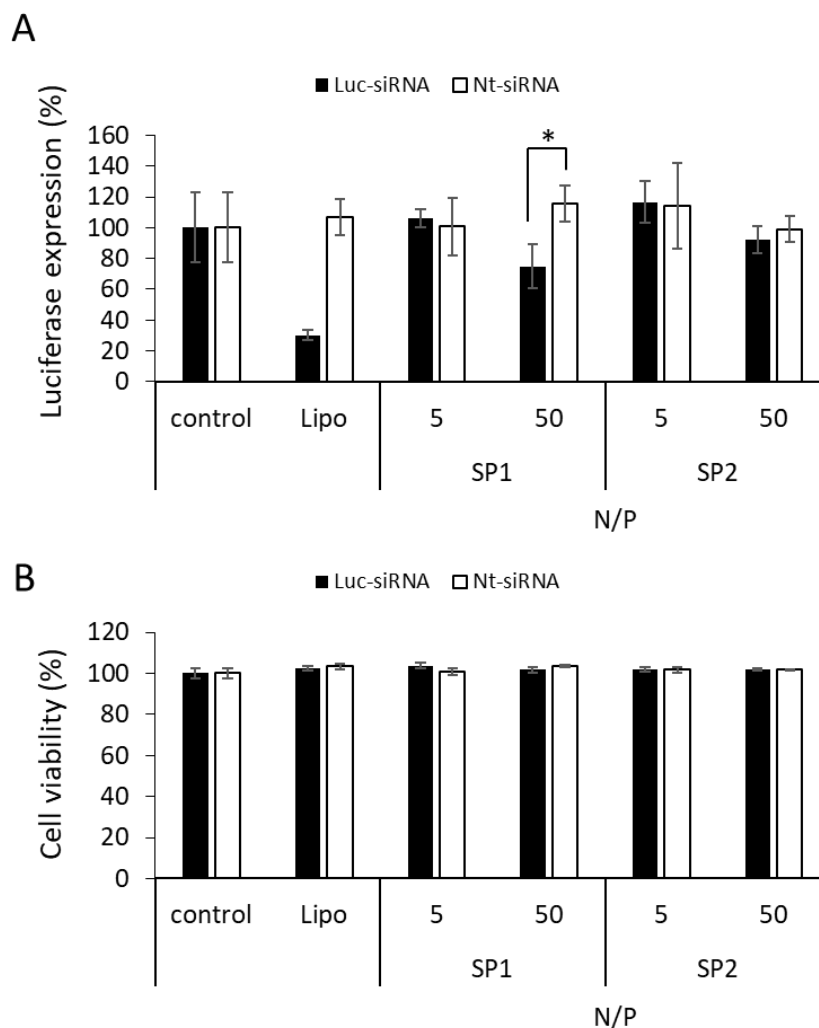 A
Luc-siRNA Nt-siRNA
Luciferase expression (%)
160
140
120
100
80
60
40
20
0
*
control Lipo 5 50 5 50
SP1 SP2
N/P
B
Luc-siRNA Nt-siRNA
Cell viability (%)
120
100
80
60
40
20
0
control Lipo 5 50 5 50
SP1 SP2
N/P